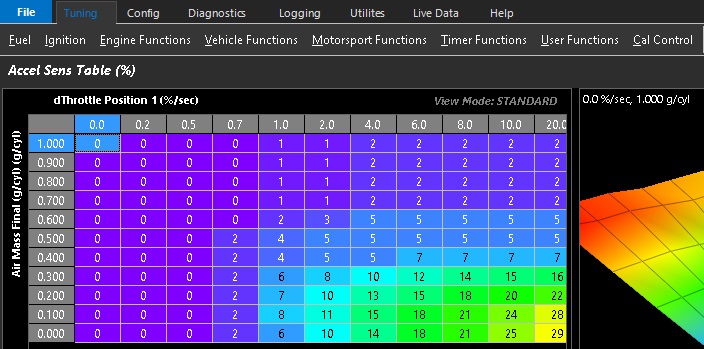 File Tuning Config Diagnostics Logging Utilites Live Data Help
Fuel Ignition Engine Functions Vehicle Functions Motorsport Functions Timer Functions User Functions Cal Control
Accel Sens Table (%)
dThrottle Position 1 (%/sec) View Mode: STANDARD 0.0 %/sec, 1.000 g/cyl
Air Mass Final (g/cyl) (g/cyl)
0.0 0.2 0.5 0.7 1.0 2.0 4.0 6.0 8.0 10.0 20.0
1.000 0 0 0 0 1 1 2 2 2 2 2
0.900 0 0 0 0 1 1 2 2 2 2 2
0.800 0 0 0 0 1 1 2 2 2 2 2
0.700 0 0 0 0 1 1 2 2 2 2 2
0.600 0 0 0 0 2 3 5 5 5 5 5
0.500 0 0 0 2 4 5 5 5 5 5 5
0.400 0 0 0 2 4 5 5 7 7 7 7
0.300 0 0 0 2 6 8 10 12 14 15 16
0.200 0 0 0 2 7 10 13 15 18 20 22
0.100 0 0 0 2 8 11 15 18 21 24 28
0.000 0 0 0 2 6 10 14 18 21 25 29